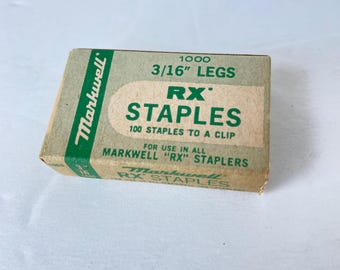 Markwell
1000
3/16" LEGS
RX
STAPLES
100 STAPLES TO A CLIP
FOR USE IN ALL
MARKWELL "RX" STAPLERS
RX STAPLES